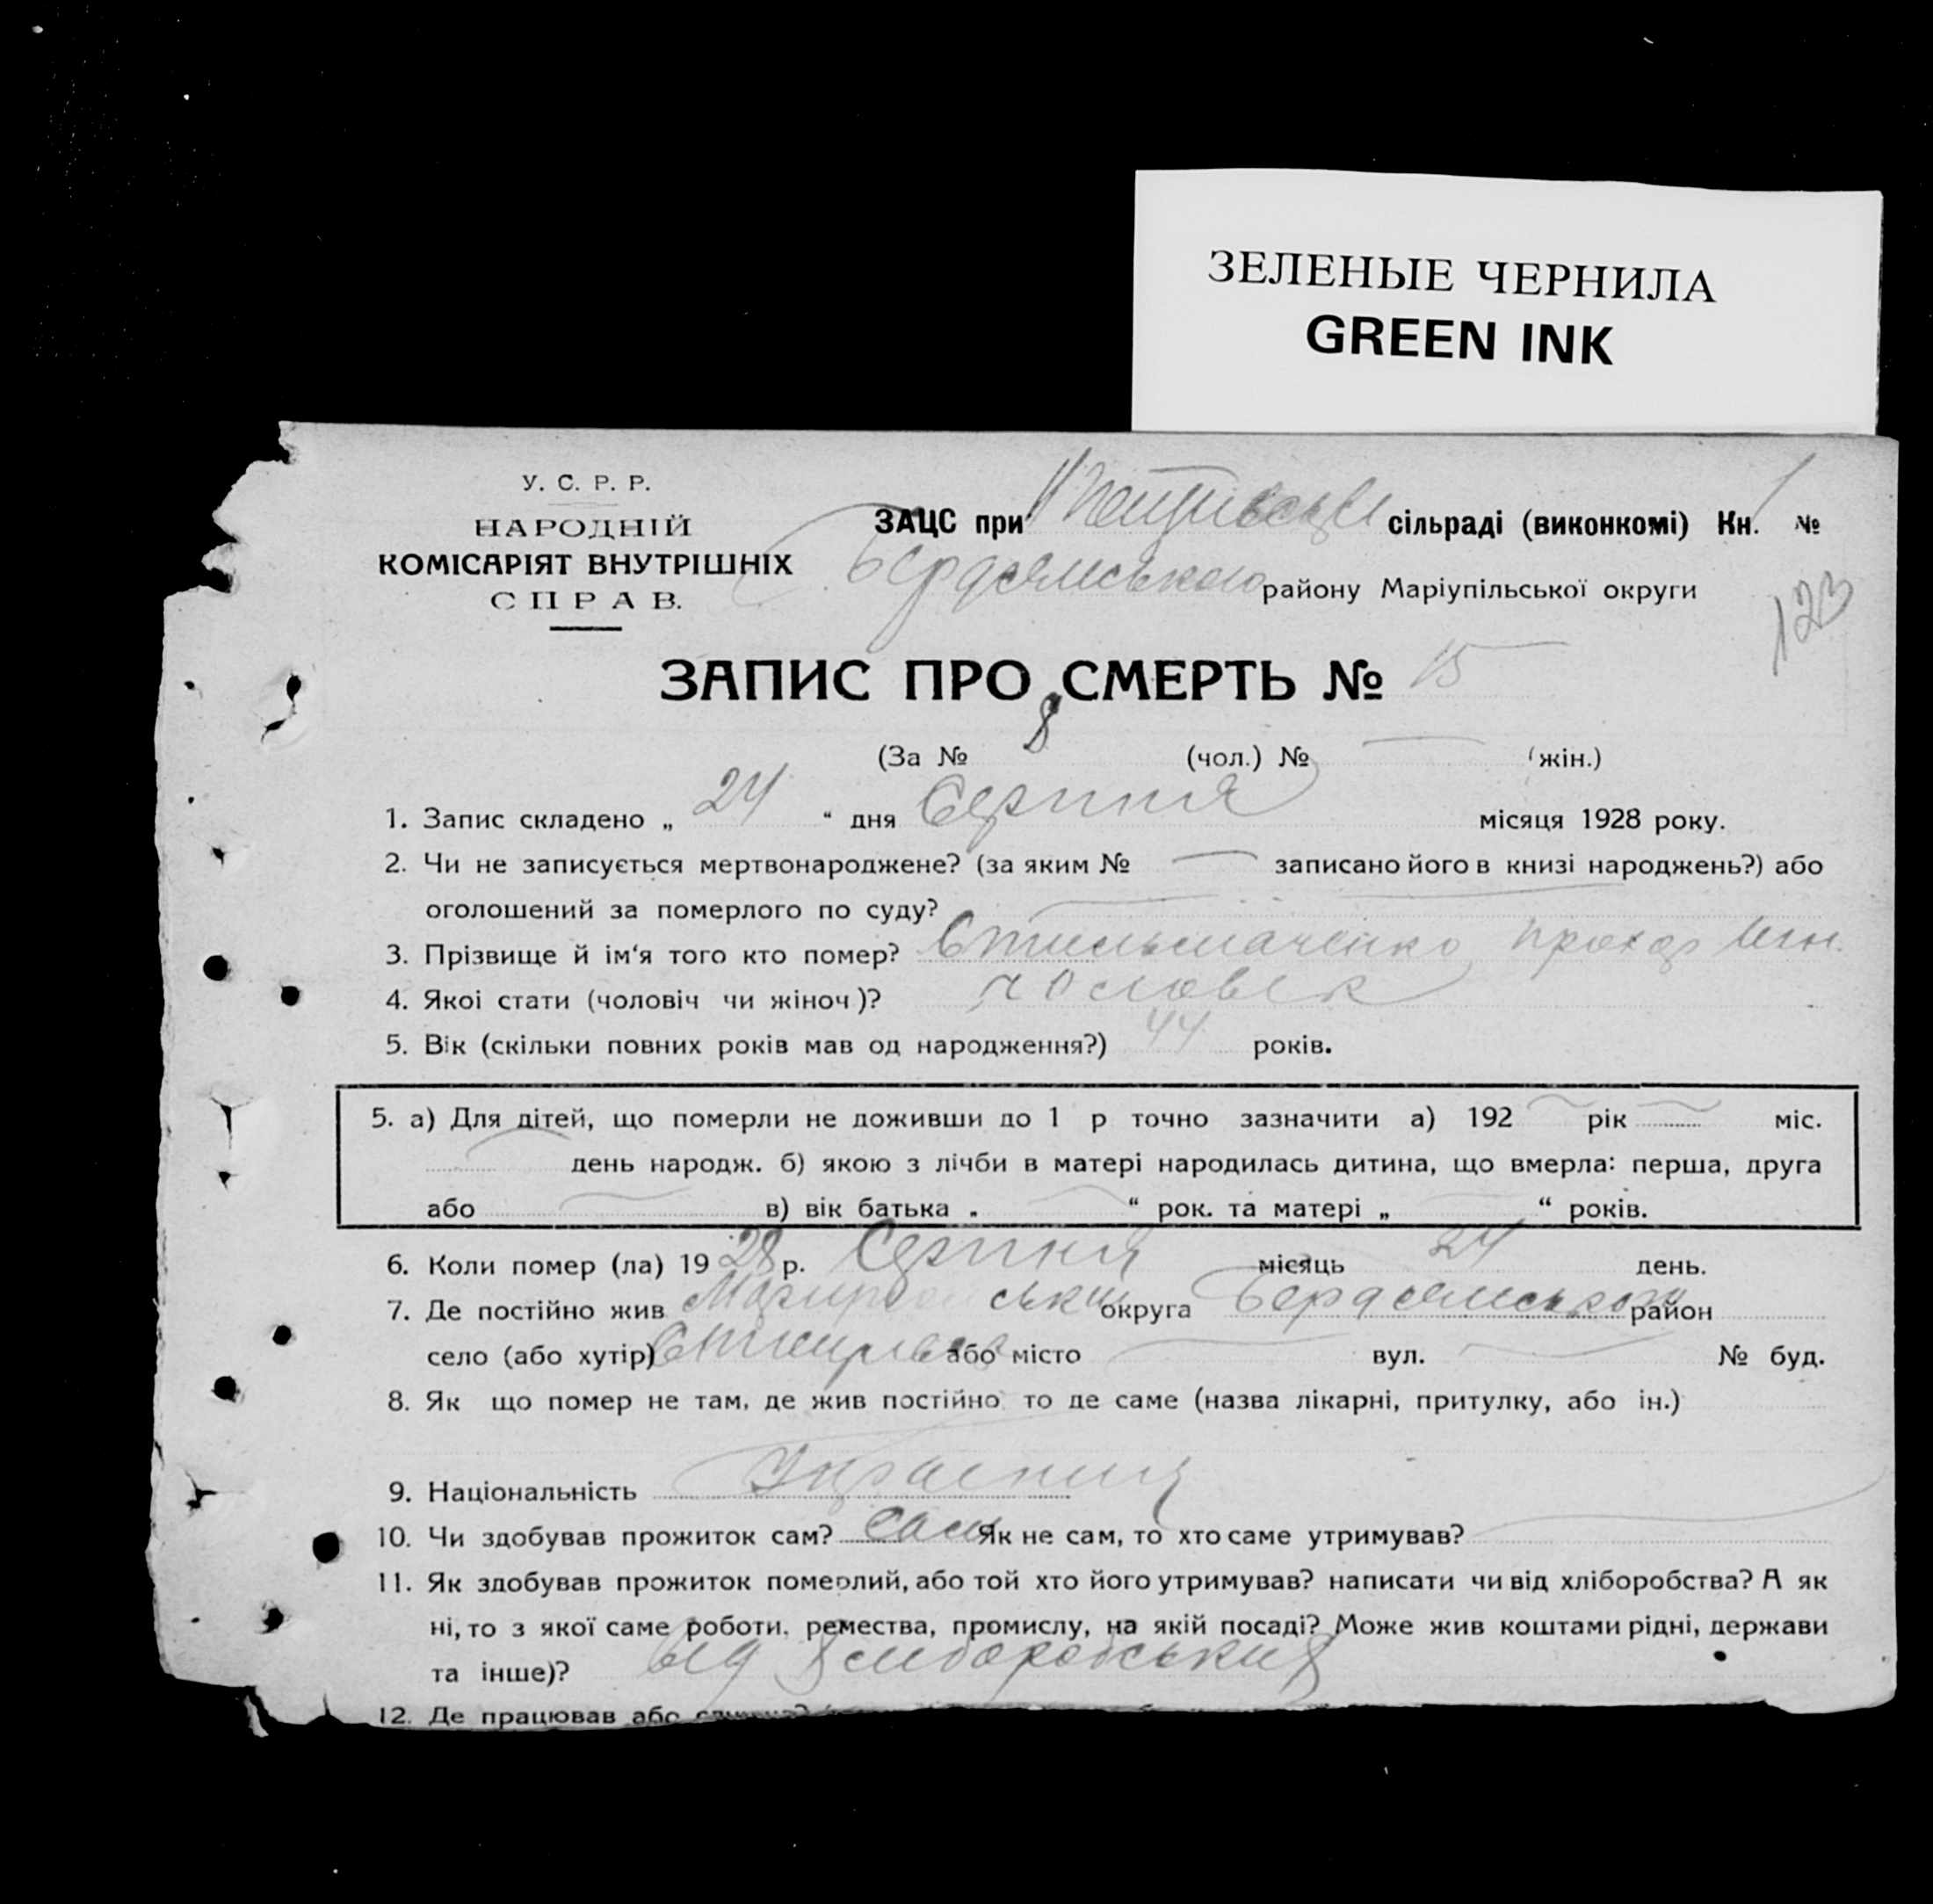 ЗЕЛЕНЫЕ ЧЕРНИЛА
GREEN INK
У. С. Р. Р.
НАРОДНІЙ
КОМІСАРІЯТ ВНУТРІШНІХ
СПРАВ.
ЗАЦС при сільраді (виконкомі) Кн. 1 №
Бердянського району Маріупільської округи
123
ЗАПИС ПРО СМЕРТЬ № 15
(За № 8 (чол.) № — (жін.)
1. Запис складено „ 24 “ дня Серпня місяця 1928 року.
2. Чи не записується мертвонароджене? (за яким № — записано його в книзі народжень?) або
оголошений за померлого по суду? —
3. Прізвище й ім‘я того кто помер?
4. Якоі стати (чоловіч чи жіноч)? чоловік
5. Вік (скільки повних років мав од народження?) 44 років.
5. а) Для дітей, що померли не доживши до 1 р точно зазначити а) 192 рік міс.
день народж. б) якою з лічби в матері народилась дитина, що вмерла: перша, друга
або в) вік батька „ “ рок. та матері „ “ років.
6. Коли помер (ла) 1928 р. Серпня місяць 24 день.
7. Де постійно жив округа Бердянського район
село (або хутір) або місто — вул. — № буд.
8. Як що помер не там, де жив постійно то де саме (назва лікарні, притулку, або ін.)
9. Національність Украинец
10. Чи здобував прожиток сам? Сам Як не сам, то хто саме утримував?
11. Як здобував прожиток померлий, або той хто його утримував? написати чи від хліборобства? А як
ні, то з якої саме роботи, ремества, промислу, на якій посаді? Може жив коштами рідні, держави
та інше)? від
12. Де працював або